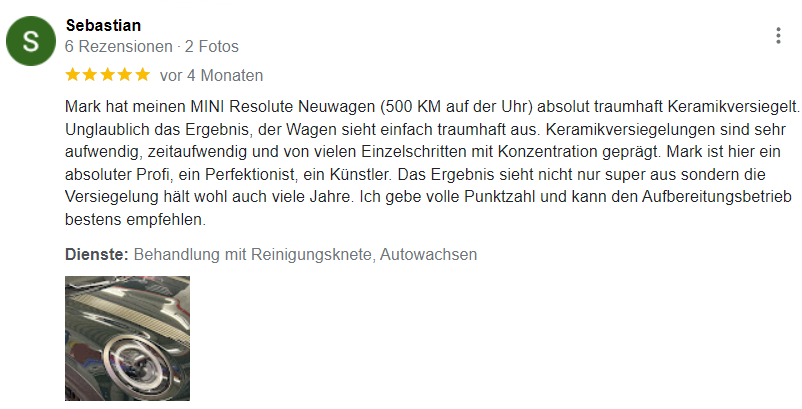 S
Sebastian
6 Rezensionen · 2 Fotos
vor 4 Monaten
Mark hat meinen MINI Resolute Neuwagen (500 KM auf der Uhr) absolut traumhaft Keramikversiegelt.
Unglaublich das Ergebnis, der Wagen sieht einfach traumhaft aus. Keramikversiegelungen sind sehr
aufwendig, zeitaufwendig und von vielen Einzelschritten mit Konzentration geprägt. Mark ist hier ein
absoluter Profi, ein Perfektionist, ein Künstler. Das Ergebnis sieht nicht nur super aus sondern die
Versiegelung hält wohl auch viele Jahre. Ich gebe volle Punktzahl und kann den Aufbereitungsbetrieb
bestens empfehlen.
Dienste: Behandlung mit Reinigungsknete, Autowachsen